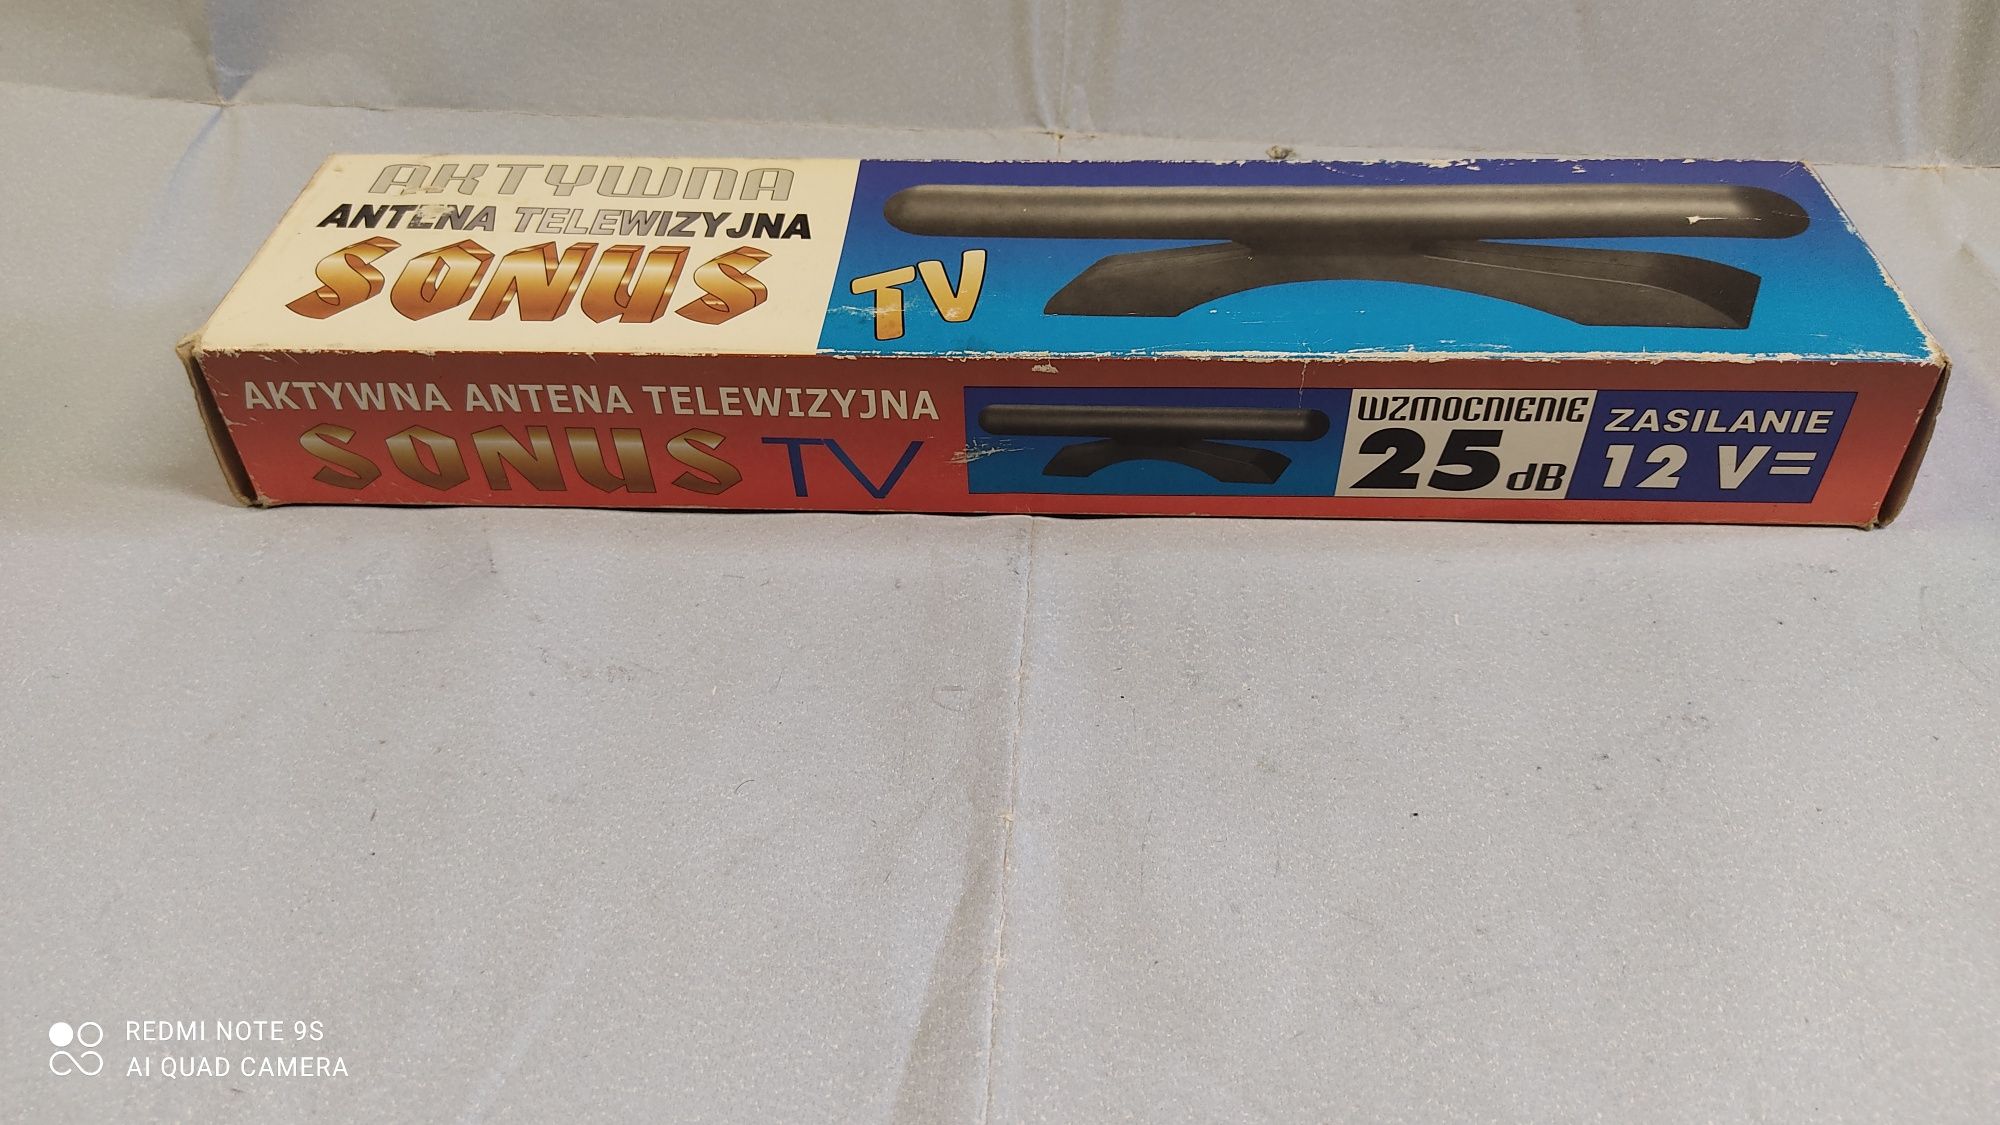 AKTYWNA
ANTENA TELEWIZYJNA
SONUS
TV
AKTYWNA ANTENA TELEWIZYJNA
SONUS TV
WZMOCNIENIE
25 dB
ZASILANIE
12 V=
REDMI NOTE 9S
AI QUAD CAMERA